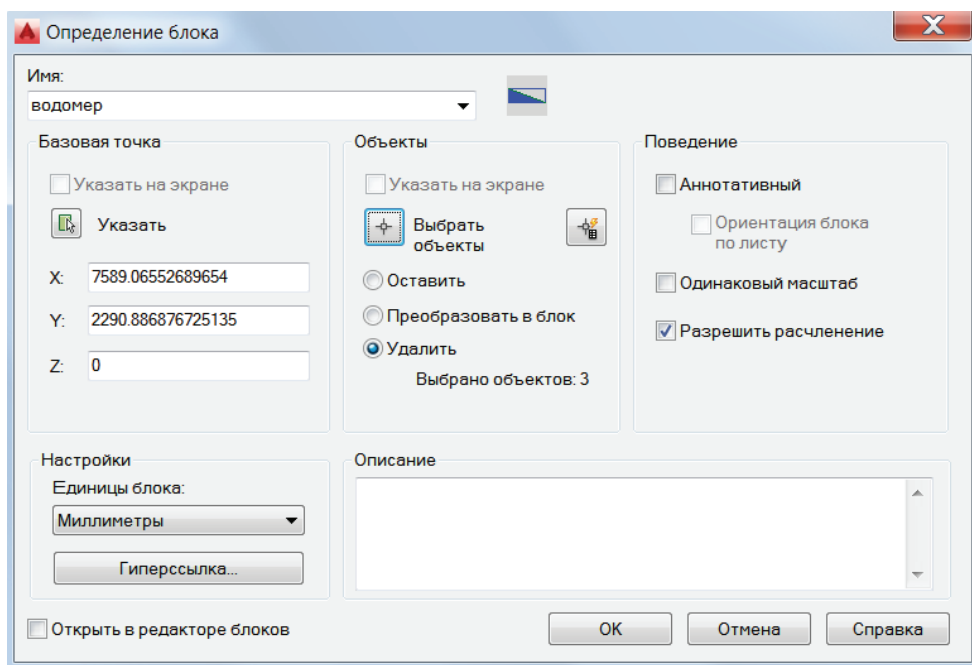 Определение блока
Имя:
водомер
Базовая точка
Указать на экране
Указать
X: 7589.06552689654
Y: 2290.886876725135
Z: 0
Объекты
Указать на экране
Выбрать
объекты
Оставить
Преобразовать в блок
Удалить
Выбрано объектов: 3
Поведение
Аннотативный
Ориентация блока
по листу
Одинаковый масштаб
Разрешить расчленение
Настройки
Единицы блока:
Миллиметры
Гиперссылка...
Описание
Открыть в редакторе блоков
OK
Отмена
Справка